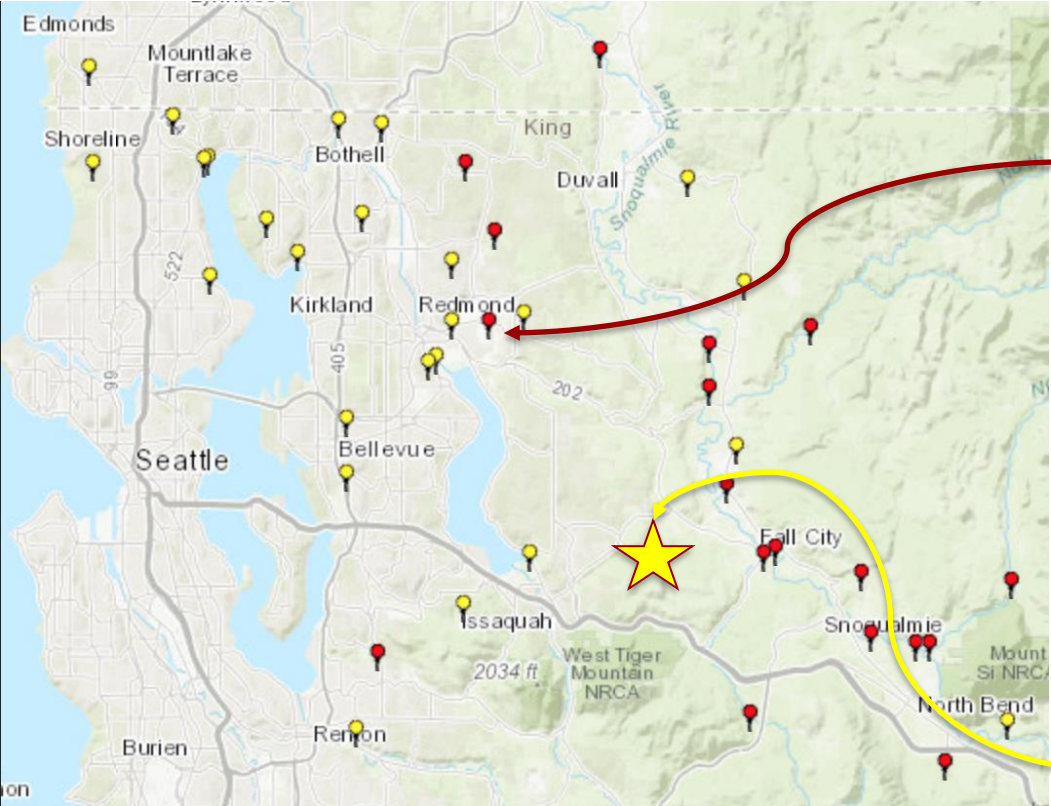 Edmonds
Mountlake
Terrace
King
Shoreline
Bothell
Duvall
Snoqualmie River
522
Kirkland
Redmond
405
99
202
Bellevue
Seattle
Fall City
Issaquah
Snoqualmie
2034 ft
West Tiger
Mountain
NRCA
Mount
Si NRCA
North Bend
Renton
Burien